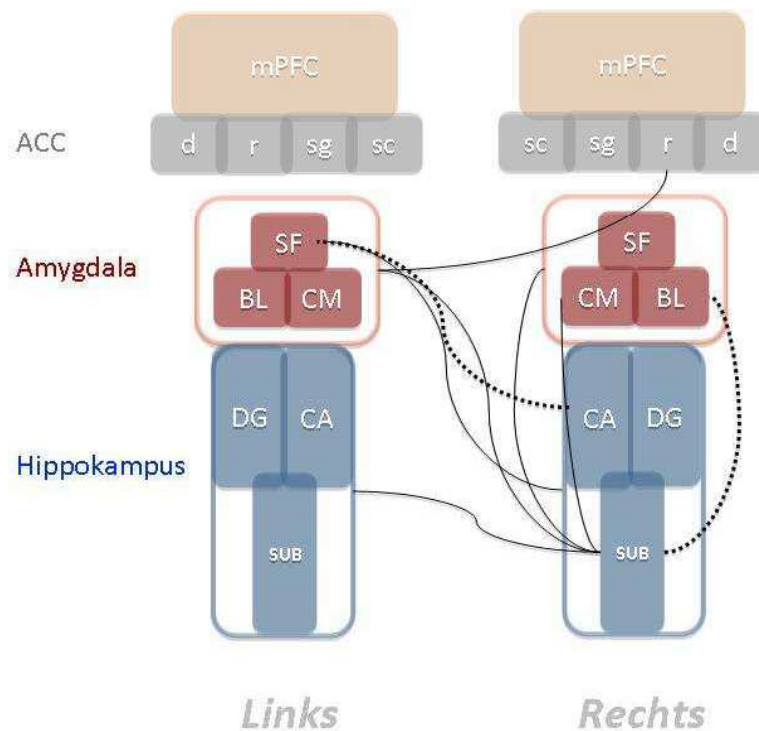 mPFC mPFC
ACC d r sg sc sc sg r d
SF SF
Amygdala BL CM CM BL
DG CA CA DG
Hippokampus
SUB SUB
Links Rechts